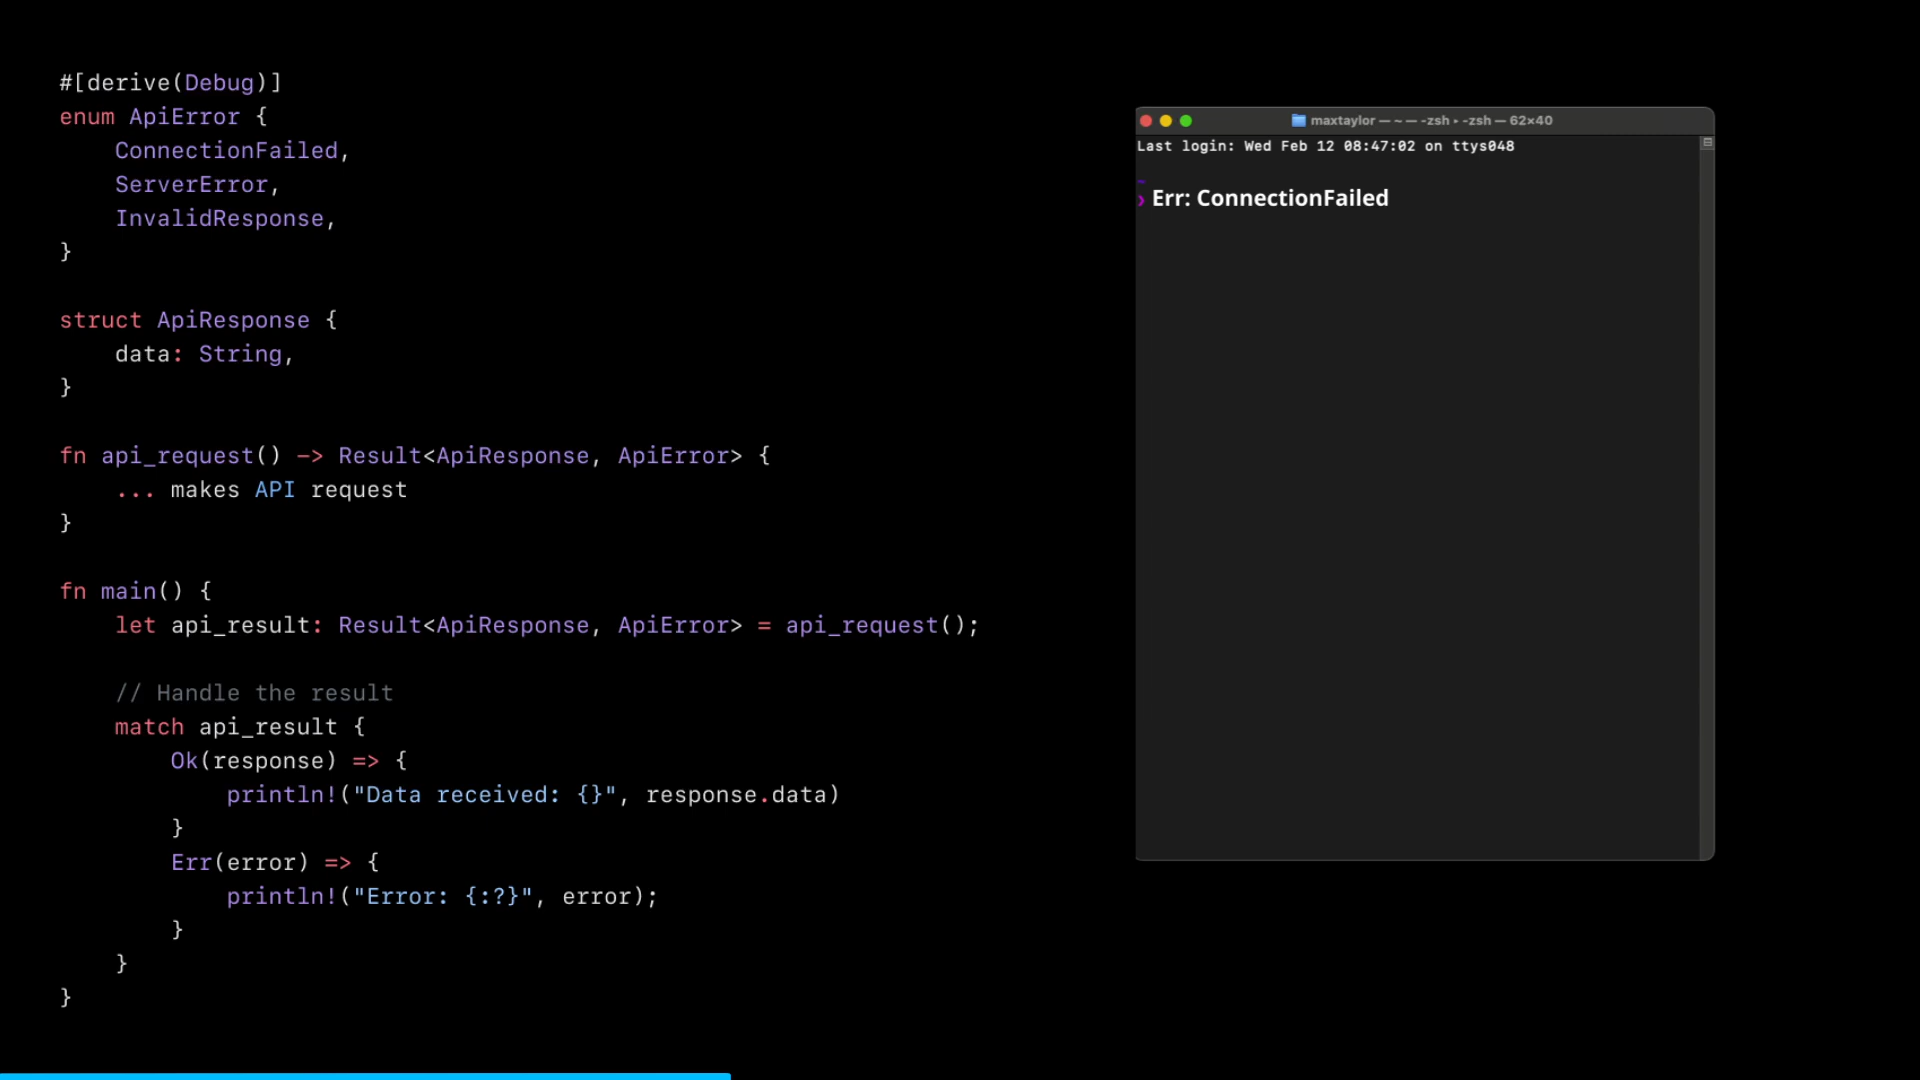 #[derive(Debug)]
enum ApiError {
    ConnectionFailed,
    ServerError,
    InvalidResponse,
}

struct ApiResponse {
    data: String,
}

fn api_request() -> Result<ApiResponse, ApiError> {
    ... makes API request
}

fn main() {
    let api_result: Result<ApiResponse, ApiError> = api_request();

    // Handle the result
    match api_result {
        Ok(response) => {
            println!("Data received: {}", response.data)
        }
        Err(error) => {
            println!("Error: {:?}", error);
        }
    }
}
maxtaylor — ~ — -zsh ▸ -zsh — 62×40
Last login: Wed Feb 12 08:47:02 on ttys048
~
❯ Err: ConnectionFailed